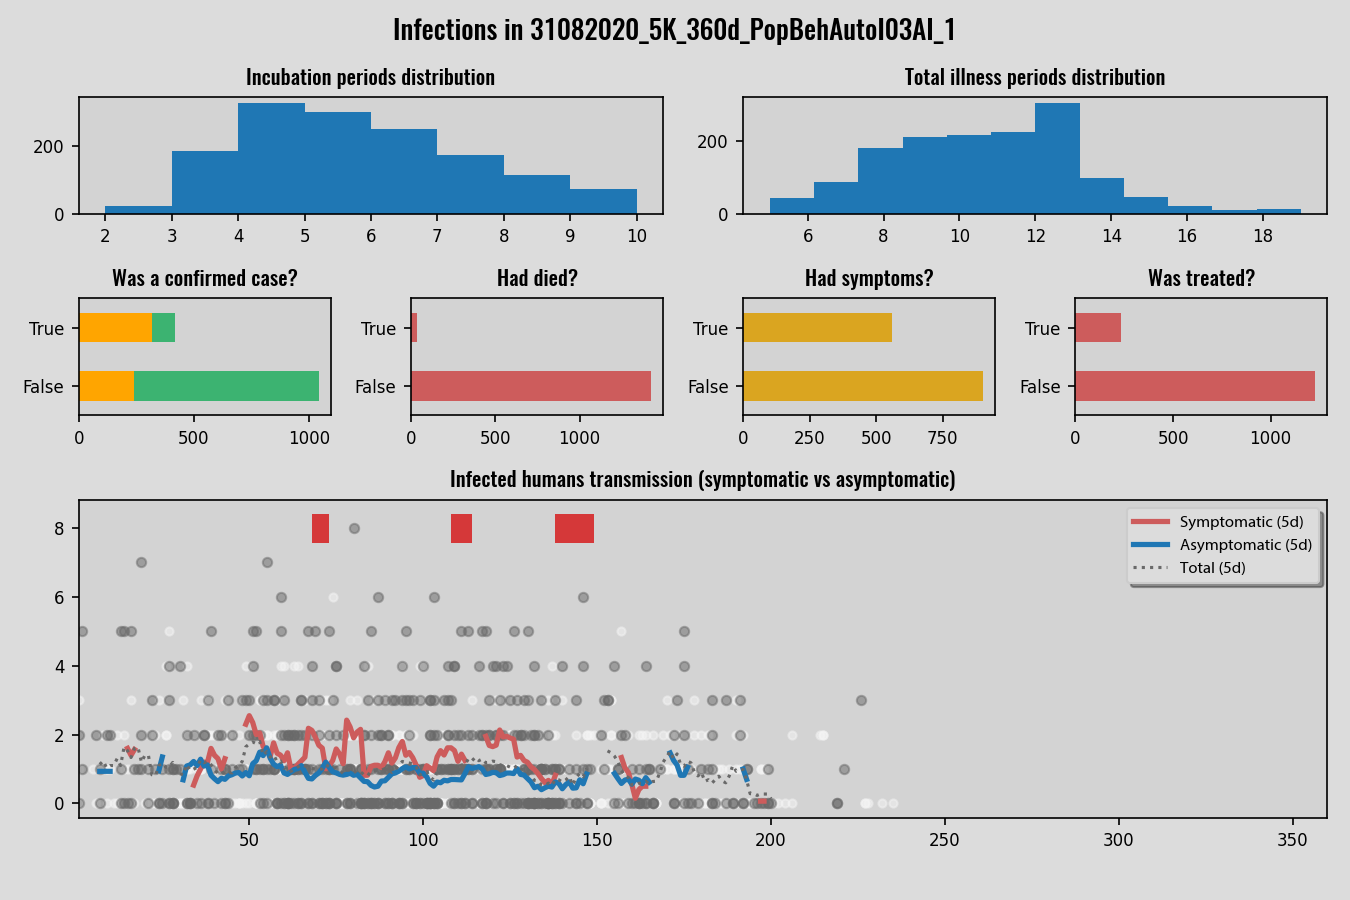 Infections in 31082020_5K_360d_PopBehAutoI03AI_1
Incubation periods distribution
Total illness periods distribution
200
0
2 3 4 5 6 7 8 9 10
200
0
6 8 10 12 14 16 18
Was a confirmed case?
Had died?
Had symptoms?
Was treated?
True
False
0 500 1000
True
False
0 500 1000
True
False
0 250 500 750
True
False
0 500 1000
Infected humans transmission (symptomatic vs asymptomatic)
8
6
4
2
0
50 100 150 200 250 300 350
Symptomatic (5d)
Asymptomatic (5d)
Total (5d)